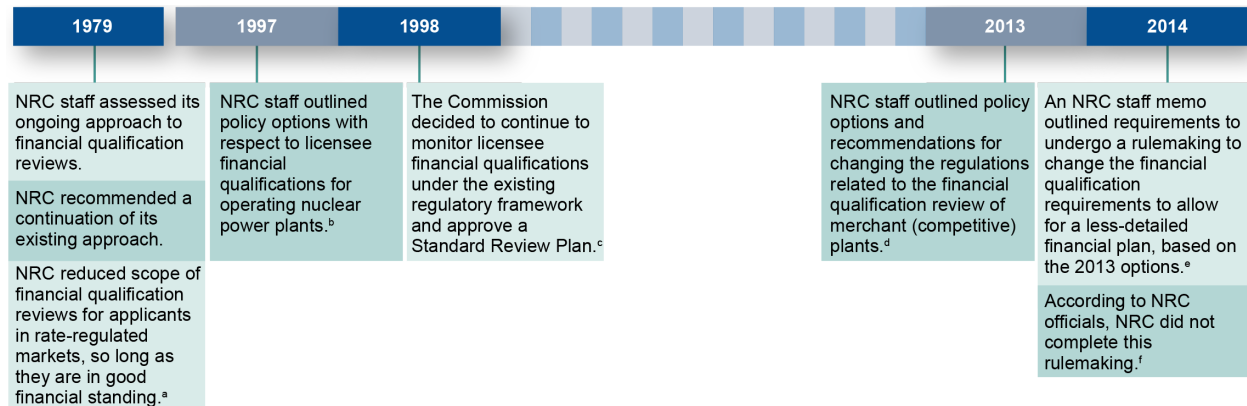 1979
1997
1998
2013
2014
NRC staff assessed its
ongoing approach to
financial qualification
reviews.
NRC recommended a
continuation of its
existing approach.
NRC reduced scope of
financial qualification
reviews for applicants
in rate-regulated
markets, so long as
they are in good
financial standing.ᵃ
NRC staff outlined
policy options with
respect to licensee
financial
qualifications for
operating nuclear
power plants.ᵇ
The Commission
decided to continue to
monitor licensee
financial qualifications
under the existing
regulatory framework
and approve a
Standard Review Plan.ᶜ
NRC staff outlined policy
options and
recommendations for
changing the regulations
related to the financial
qualification review of
merchant (competitive)
plants.ᵈ
An NRC staff memo
outlined requirements to
undergo a rulemaking to
change the financial
qualification
requirements to allow
for a less-detailed
financial plan, based on
the 2013 options.ᵉ
According to NRC
officials, NRC did not
complete this
rulemaking.ᶠ